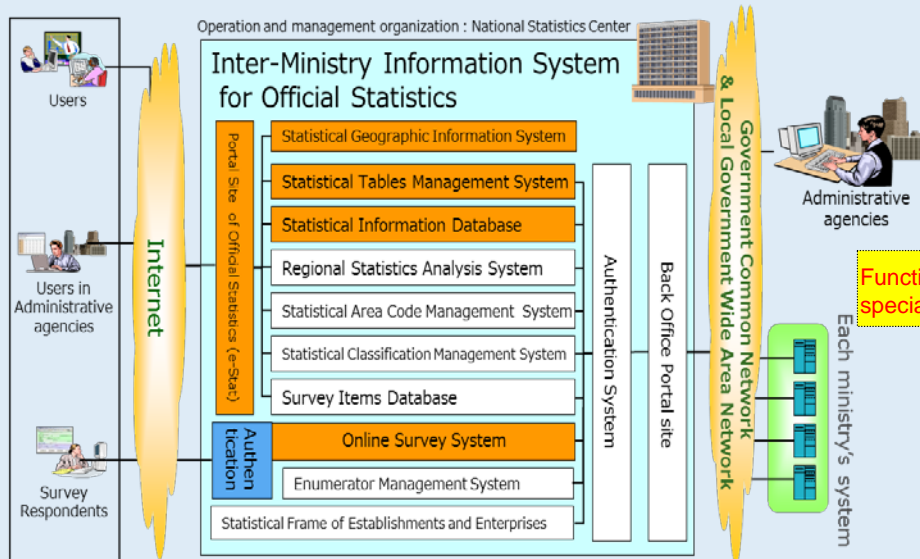 Operation and management organization : National Statistics Center
Inter-Ministry Information System
for Official Statistics
Users
Users in
Administrative
agencies
Survey
Respondents
Internet
Portal Site of Official Statistics (e-Stat)
Statistical Geographic Information System
Statistical Tables Management System
Statistical Information Database
Regional Statistics Analysis System
Statistical Area Code Management System
Statistical Classification Management System
Survey Items Database
Authen
tication
Online Survey System
Enumerator Management System
Statistical Frame of Establishments and Enterprises
Authentication System
Back Office Portal site
Government Common Network
& Local Government Wide Area Network
Administrative
agencies
Functi
specia
Each ministry's system